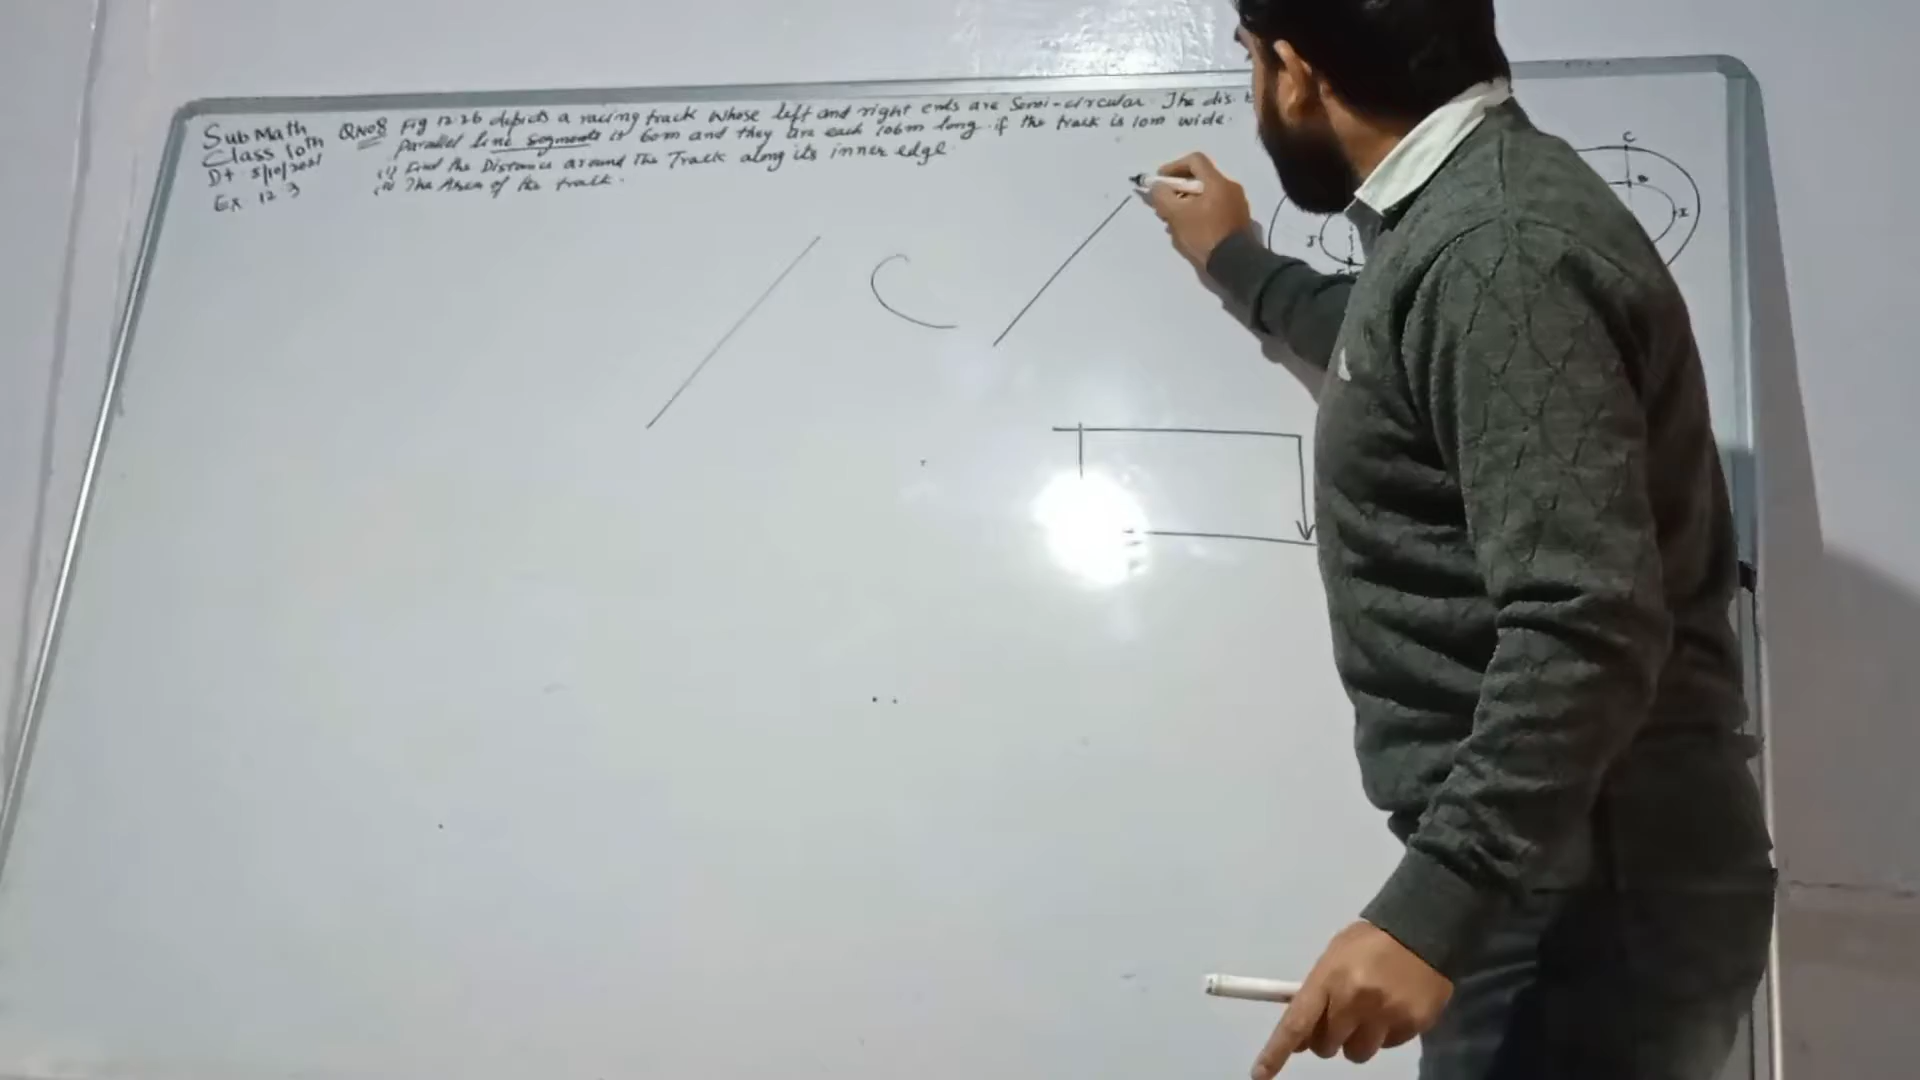 Sub Math
Class 10th
Dt 5/10/2021
Ex 12.3
QNo8 Fig 12.26 depicts a racing track whose left and right ends are Semi-circular. The dis.
Parallel line segments is 60m and they are each 106m long. if the track is 10m wide.
(i) Find the Distance around The Track along its inner edge
(ii) The Area of the track.
C
I
J